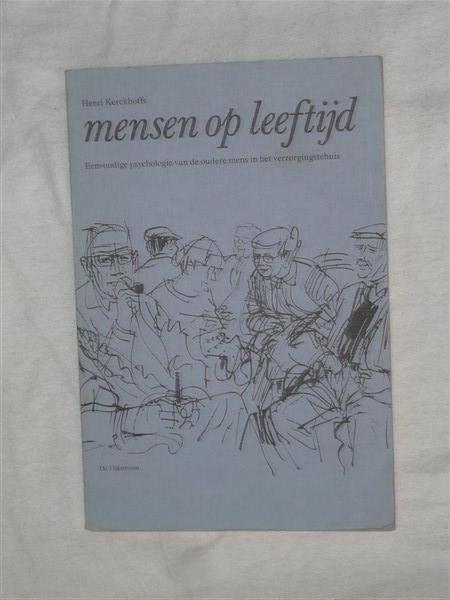 Henri Kerckhoffs
mensen op leeftijd
Eenvoudige psychologie van de oudere mens in het verzorgingstehuis
De Tijdstroom